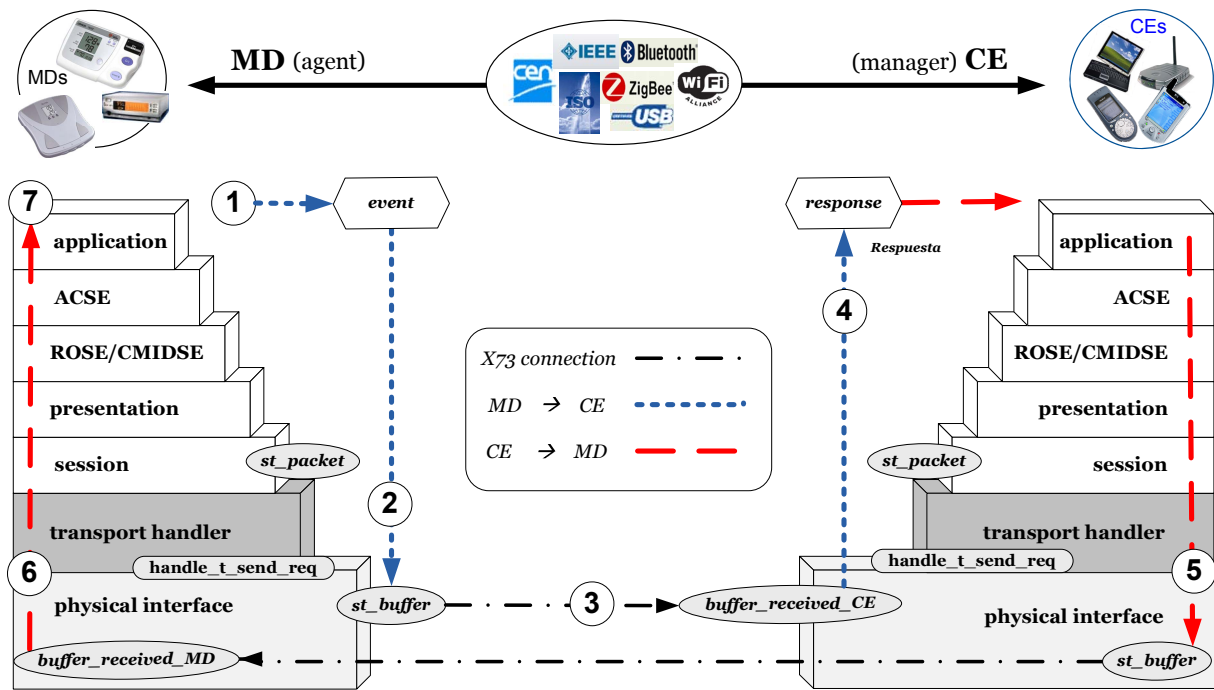 MDs
MD (agent)
IEEE
Bluetooth
cen
ISO
ZigBee
Wi Fi
ALLIANCE
USB
(manager) CE
CEs
7
1
event
response
Respuesta
application
ACSE
ROSE/CMIDSE
presentation
session
st_packet
transport handler
handle_t_send_req
physical interface
buffer_received_MD
6
2
st_buffer
3
X73 connection
MD → CE
CE → MD
4
buffer_received_CE
application
ACSE
ROSE/CMIDSE
presentation
session
st_packet
transport handler
handle_t_send_req
5
physical interface
st_buffer